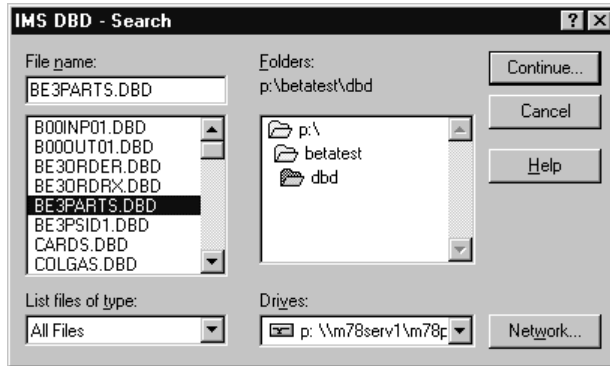 IMS DBD - Search
File name:
BE3PARTS.DBD
B00INP01.DBD
B00OUT01.DBD
BE3ORDER.DBD
BE3ORDRX.DBD
BE3PARTS.DBD
BE3PSID1.DBD
CARDS.DBD
COLGAS.DBD
List files of type:
All Files
Folders:
p:\betatest\dbd
p:\
betatest
dbd
Drives:
p: \\m78serv1\m78p
Continue...
Cancel
Help
Network...